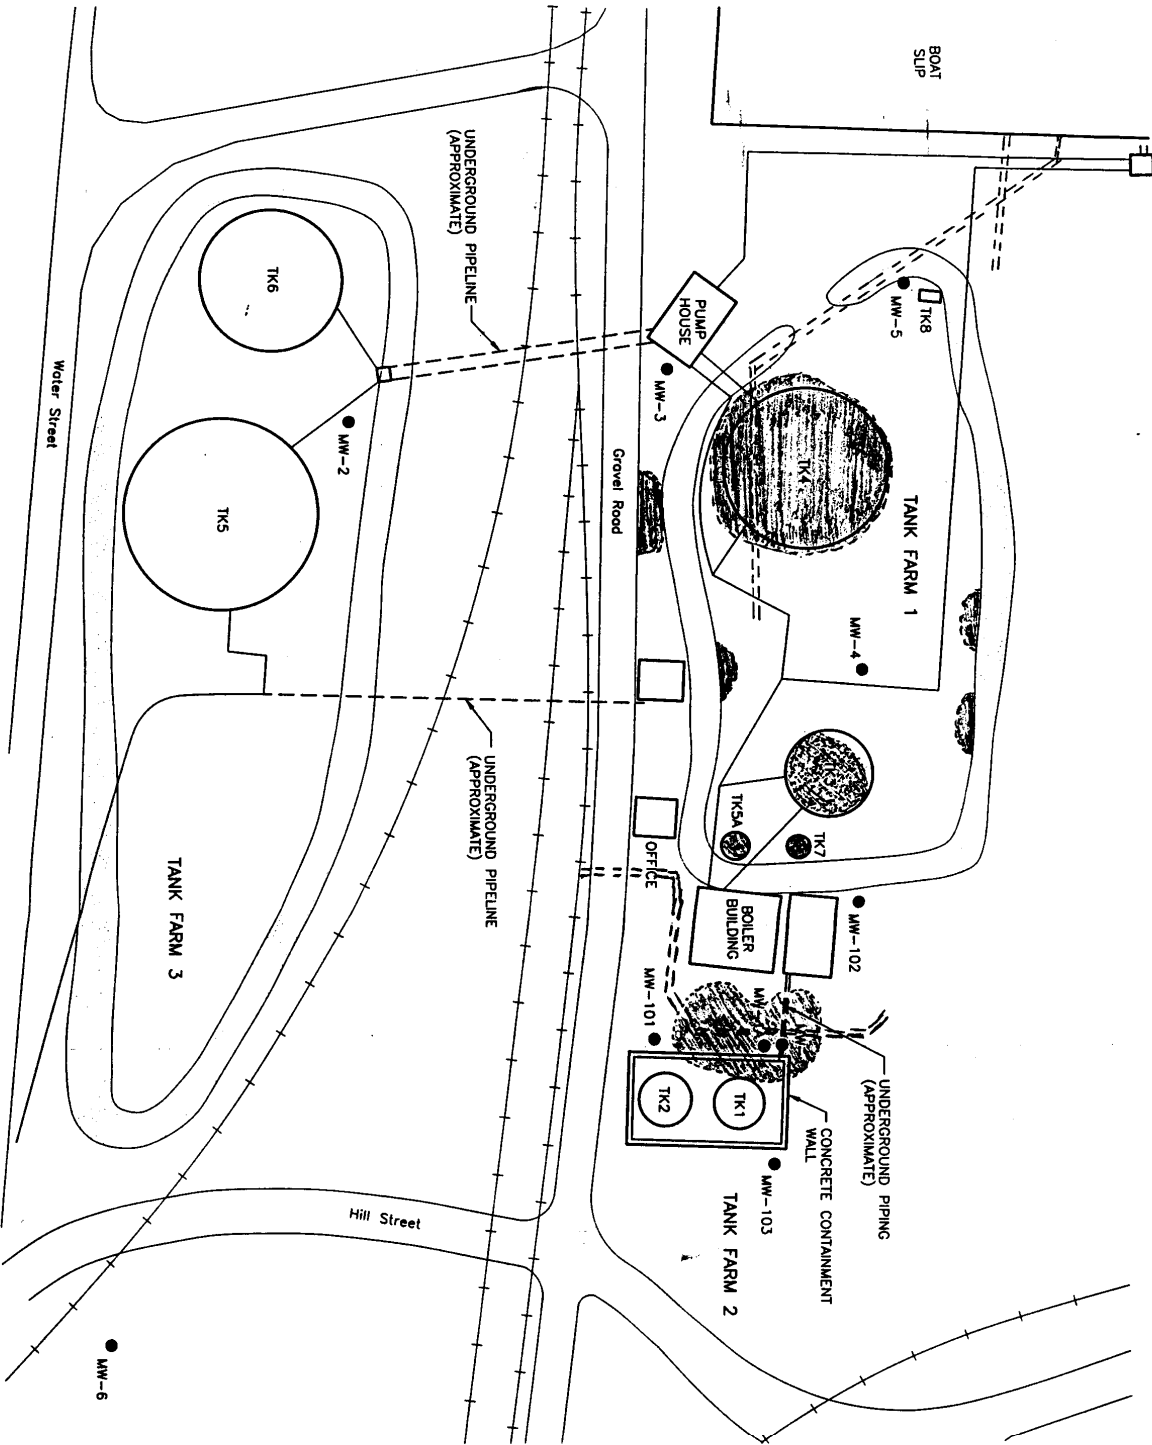 BOAT
SLIP
UNDERGROUND PIPELINE
(APPROXIMATE)
TK6
PUMP
HOUSE
TK8
MW-5
MW-3
Water Street
MW-2
TK5
Gravel Road
TK4
TANK FARM 1
MW-4
UNDERGROUND PIPELINE
(APPROXIMATE)
TK3
TK5A
TK7
OFFICE
TANK FARM 3
BOILER
BUILDING
MW-102
MW-101
MW
MW
TK2
TK1
UNDERGROUND PIPING
(APPROXIMATE)
CONCRETE CONTAINMENT
WALL
MW-103
TANK FARM 2
Hill Street
MW-6